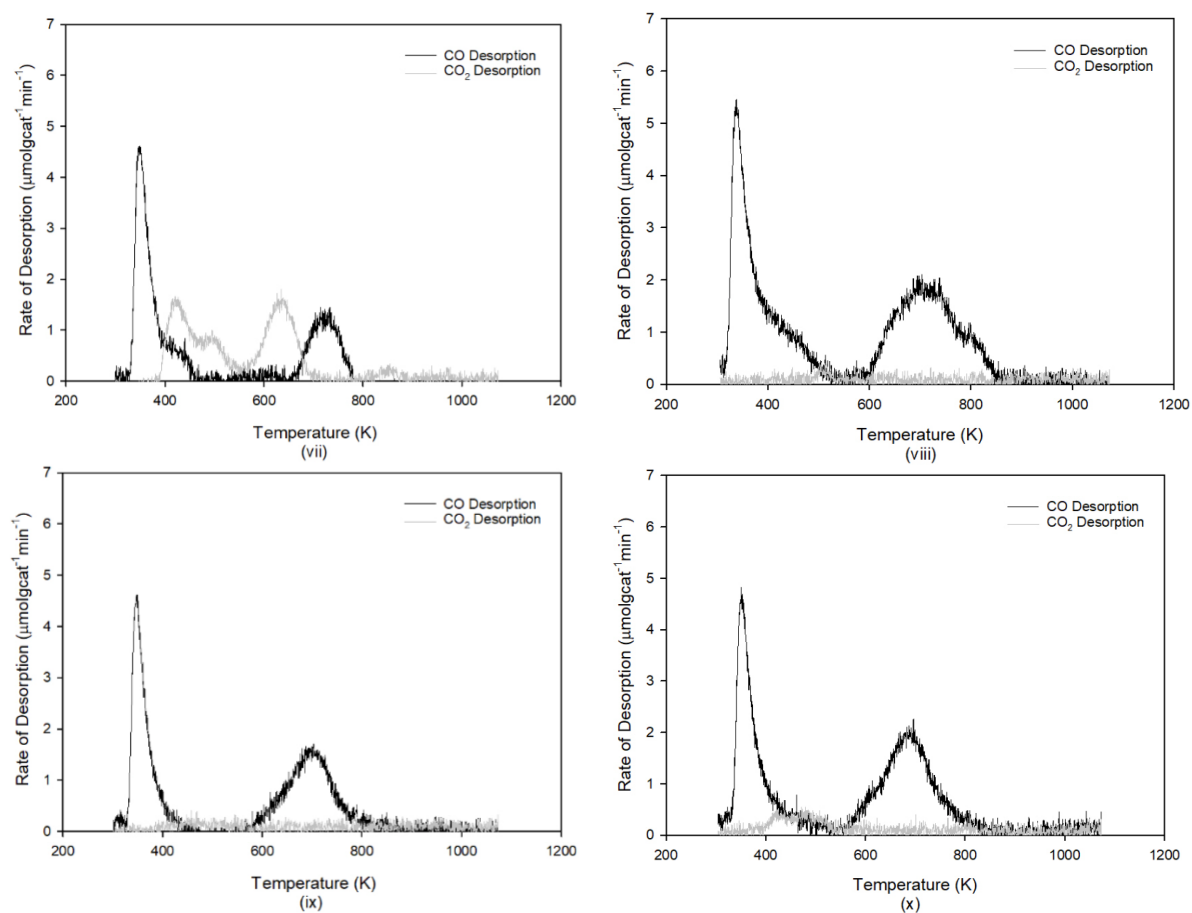 7
6
5
4
3
2
1
0
Rate of Desorption (μmolgcat⁻¹min⁻¹)
CO Desorption
CO₂ Desorption
200 400 600 800 1000 1200
Temperature (K)
(vii)
7
6
5
4
3
2
1
0
Rate of Desorption (μmolgcat⁻¹min⁻¹)
CO Desorption
CO₂ Desorption
200 400 600 800 1000 1200
Temperature (K)
(viii)
7
6
5
4
3
2
1
0
Rate of Desorption (μmolgcat⁻¹min⁻¹)
CO Desorption
CO₂ Desorption
200 400 600 800 1000 1200
Temperature (K)
(ix)
7
6
5
4
3
2
1
0
Rate of Desorption (μmolgcat⁻¹min⁻¹)
CO Desorption
CO₂ Desorption
200 400 600 800 1000 1200
Temperature (K)
(x)